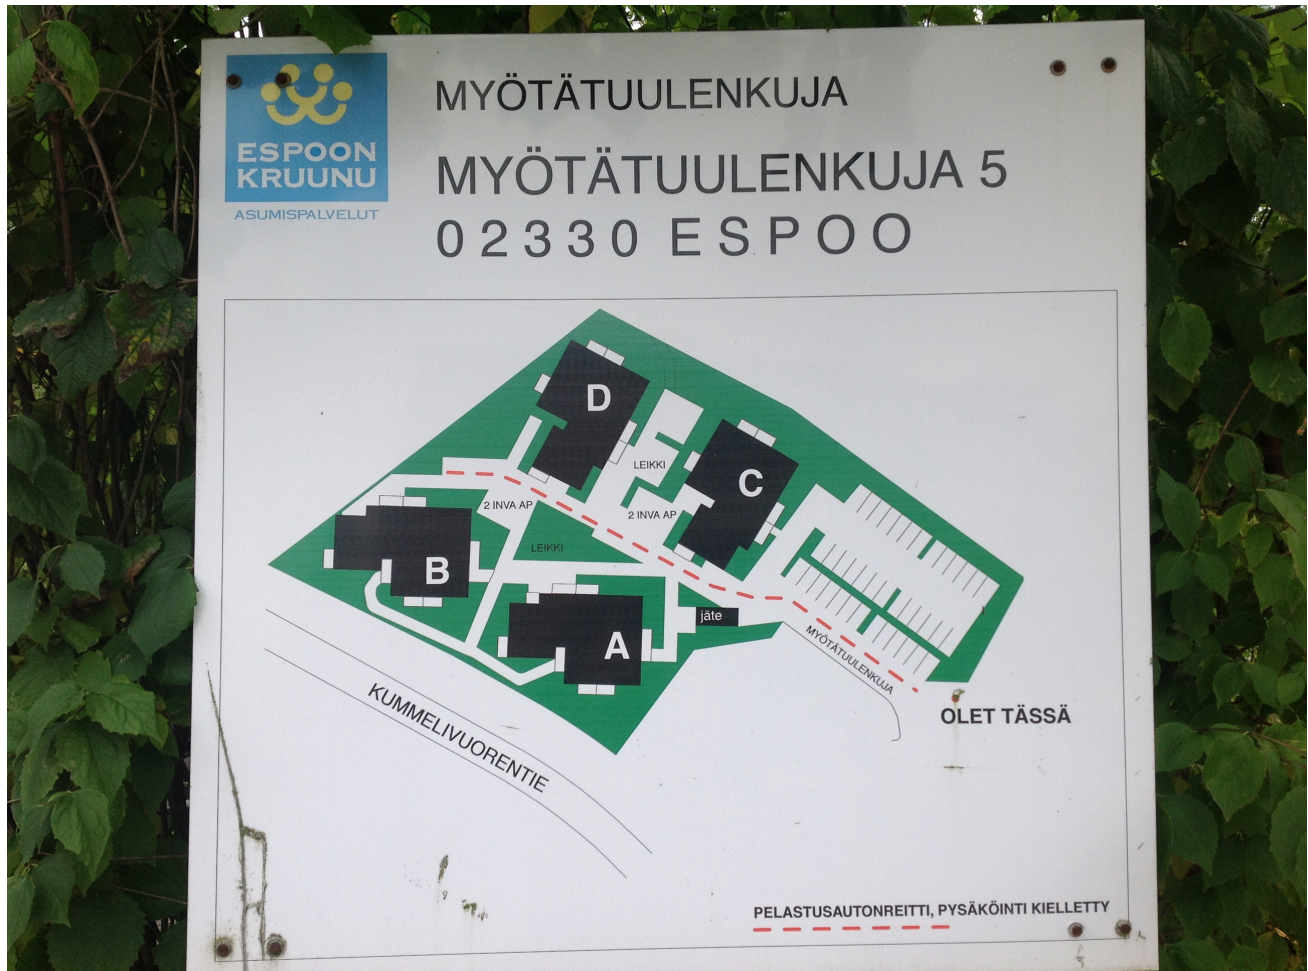 ESPOON
KRUUNU
ASUMISPALVELUT
MYÖTÄTUULENKUJA
MYÖTÄTUULENKUJA 5
02330 ESPOO
D
C
LEIKKI
2 INVA AP
2 INVA AP
LEIKKI
B
A
jäte
MYÖTÄTUULENKUJA
OLET TÄSSÄ
KUMMELIVUORENTIE
PELASTUSAUTONREITTI, PYSÄKÖINTI KIELLETTY